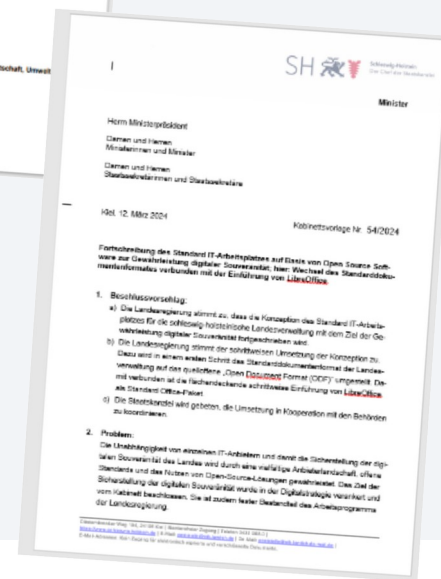 tschaft, Umwelt
SH
Schleswig-Holstein
Der Chef der Staatskanzlei
Minister
Herrn Ministerpräsident
Damen und Herren
Ministerinnen und Minister
Damen und Herren
Staatssekretärinnen und Staatssekretäre
Kiel, 12. März 2024
Kabinettsvorlage Nr. 54/2024
Fortschreibung des Standard IT-Arbeitsplatzes auf Basis von Open Source Soft-
ware zur Gewährleistung digitaler Souveränität; hier: Wechsel des Standarddoku-
mentenformates verbunden mit der Einführung von LibreOffice
1. Beschlussvorschlag:
a) Die Landesregierung stimmt zu, dass die Konzeption des Standard IT-Arbeits-
platzes für die schleswig-holsteinische Landesverwaltung mit dem Ziel der Ge-
währleistung digitaler Souveränität fortgeschrieben wird.
b) Die Landesregierung stimmt der schrittweisen Umsetzung der Konzeption zu.
Dazu wird in einem ersten Schritt das Standarddokumentenformat der Landes-
verwaltung auf das quelloffene „Open Document Format (ODF)" umgestellt. Da-
mit verbunden ist die flächendeckende schrittweise Einführung von LibreOffice
als Standard Office-Paket
c) Die Staatskanzlei wird gebeten, die Umsetzung in Kooperation mit den Behörden
zu koordinieren.
2. Problem:
Die Unabhängigkeit von einzelnen IT-Anbietern und damit die Sicherstellung der digi-
talen Souveränität des Landes wird durch eine vielfältige Anbieterlandschaft, offene
Standards und das Nutzen von Open-Source-Lösungen gewährleistet. Das Ziel der
Sicherstellung der digitalen Souveränität wurde in der Digitalstrategie verankert und
vom Kabinett beschlossen. Sie ist zudem fester Bestandteil des Arbeitsprogramms
der Landesregierung.